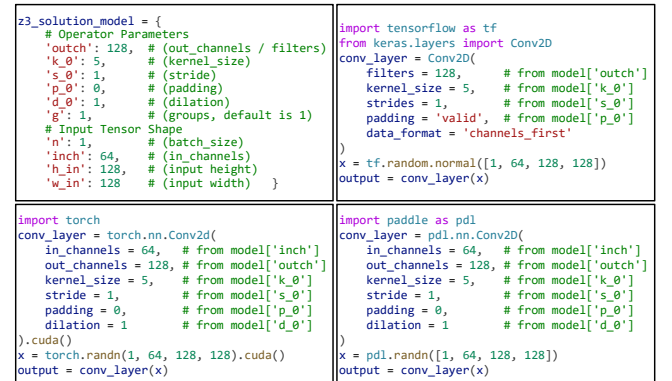 z3_solution_model = {
    # Operator Parameters
    'outch': 128,  # (out_channels / filters)
    'k_0': 5,      # (kernel_size)
    's_0': 1,      # (stride)
    'p_0': 0,      # (padding)
    'd_0': 1,      # (dilation)
    'g': 1,        # (groups, default is 1)
    # Input Tensor Shape
    'n': 1,        # (batch_size)
    'inch': 64,    # (in_channels)
    'h_in': 128,   # (input height)
    'w_in': 128    # (input width)   }
import tensorflow as tf
from keras.layers import Conv2D
conv_layer = Conv2D(
    filters = 128,      # from model['outch']
    kernel_size = 5,    # from model['k_0']
    strides = 1,        # from model['s_0']
    padding = 'valid',  # from model['p_0']
    data_format = 'channels_first'
)
x = tf.random.normal([1, 64, 128, 128])
output = conv_layer(x)
import torch
conv_layer = torch.nn.Conv2d(
    in_channels = 64,   # from model['inch']
    out_channels = 128, # from model['outch']
    kernel_size = 5,    # from model['k_0']
    stride = 1,         # from model['s_0']
    padding = 0,        # from model['p_0']
    dilation = 1        # from model['d_0']
).cuda()
x = torch.randn(1, 64, 128, 128).cuda()
output = conv_layer(x)
import paddle as pdl
conv_layer = pdl.nn.Conv2D(
    in_channels = 64,   # from model['inch']
    out_channels = 128, # from model['outch']
    kernel_size = 5,    # from model['k_0']
    stride = 1,         # from model['s_0']
    padding = 0,        # from model['p_0']
    dilation = 1        # from model['d_0']
)
x = pdl.randn([1, 64, 128, 128])
output = conv_layer(x)